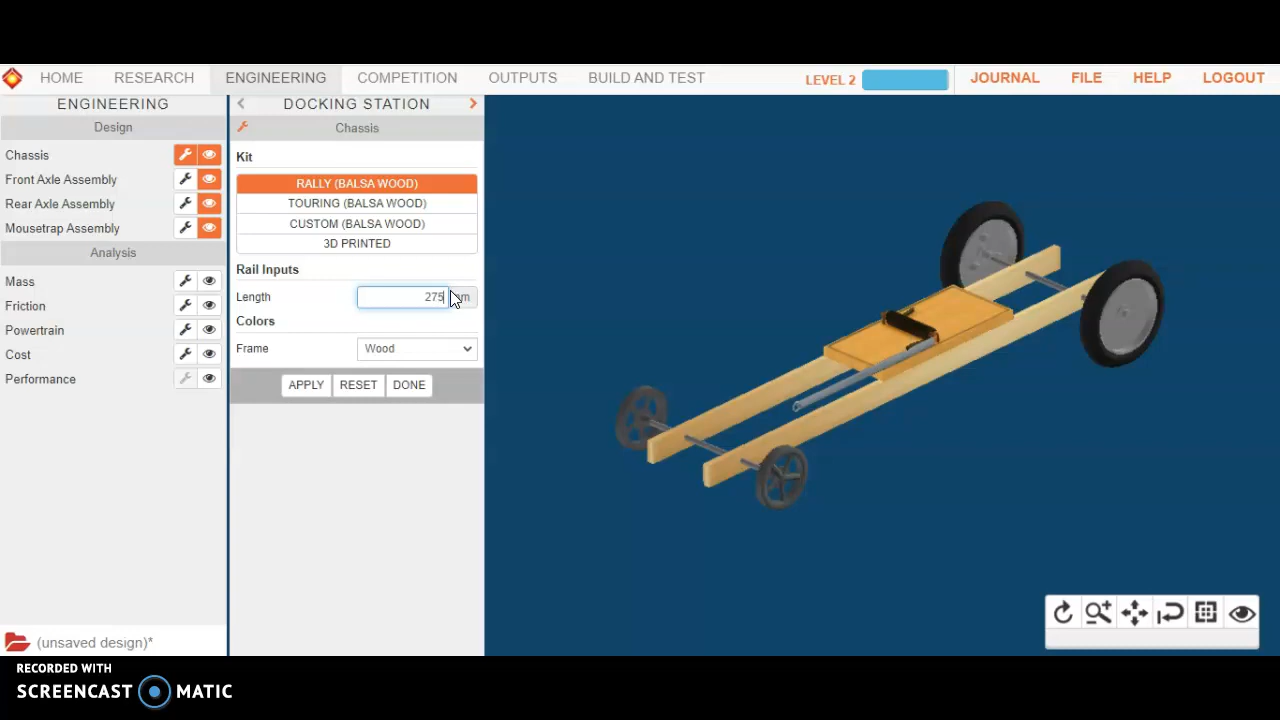 HOME RESEARCH ENGINEERING COMPETITION OUTPUTS BUILD AND TEST LEVEL 2 JOURNAL FILE HELP LOGOUT
ENGINEERING
Design
Chassis
Front Axle Assembly
Rear Axle Assembly
Mousetrap Assembly
Analysis
Mass
Friction
Powertrain
Cost
Performance
(unsaved design)*
DOCKING STATION
Chassis
Kit
RALLY (BALSA WOOD)
TOURING (BALSA WOOD)
CUSTOM (BALSA WOOD)
3D PRINTED
Rail Inputs
Length 275
Colors
Frame Wood
APPLY RESET DONE
RECORDED WITH
SCREENCAST MATIC